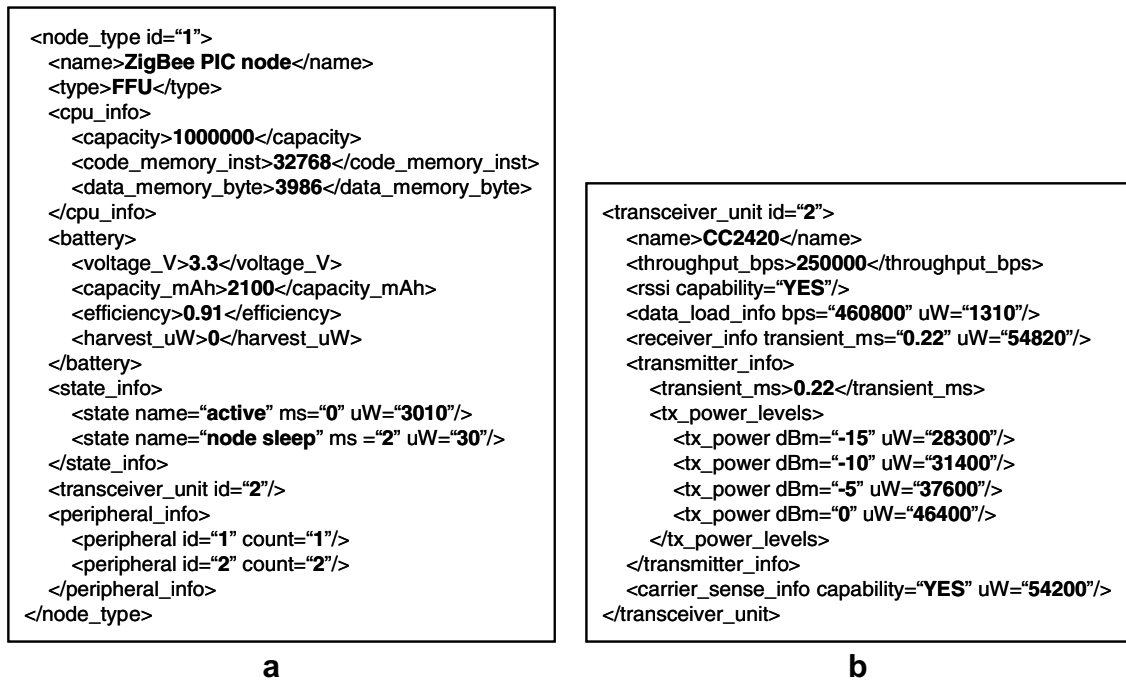 <node_type id=“1”>
<name>ZigBee PIC node</name>
<type>FFU</type>
<cpu_info>
<capacity>1000000</capacity>
<code_memory_inst>32768</code_memory_inst>
<data_memory_byte>3986</data_memory_byte>
</cpu_info>
<battery>
<voltage_V>3.3</voltage_V>
<capacity_mAh>2100</capacity_mAh>
<efficiency>0.91</efficiency>
<harvest_uW>0</harvest_uW>
</battery>
<state_info>
<state name=“active” ms=“0” uW=“3010”/>
<state name=“node sleep” ms =“2” uW=“30”/>
</state_info>
<transceiver_unit id=“2”/>
<peripheral_info>
<peripheral id=“1” count=“1”/>
<peripheral id=“2” count=“2”/>
</peripheral_info>
</node_type>
a
<transceiver_unit id=“2”>
<name>CC2420</name>
<throughput_bps>250000</throughput_bps>
<rssi capability=“YES”/>
<data_load_info bps=“460800” uW=“1310”/>
<receiver_info transient_ms=“0.22” uW=“54820”/>
<transmitter_info>
<transient_ms>0.22</transient_ms>
<tx_power_levels>
<tx_power dBm=“-15” uW=“28300”/>
<tx_power dBm=“-10” uW=“31400”/>
<tx_power dBm=“-5” uW=“37600”/>
<tx_power dBm=“0” uW=“46400”/>
</tx_power_levels>
</transmitter_info>
<carrier_sense_info capability=“YES” uW=“54200”/>
</transceiver_unit>
b